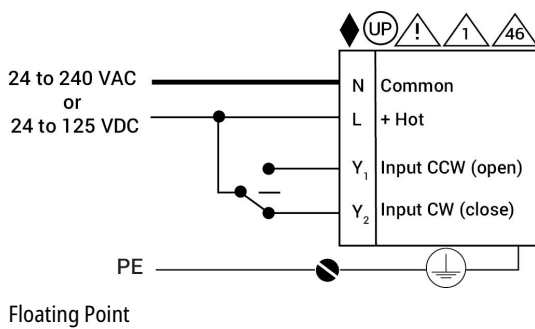 UP ! 1 46
24 to 240 VAC
or
24 to 125 VDC
N Common
L + Hot
Y1 Input CCW (open)
Y2 Input CW (close)
PE
Floating Point